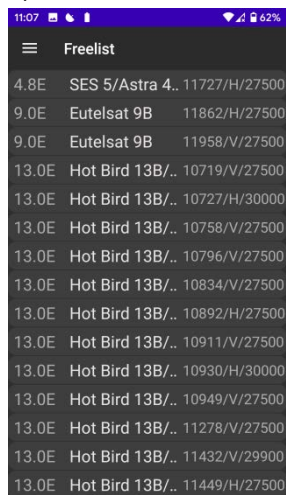 11:07 62%
Freelist
4.8E SES 5/Astra 4.. 11727/H/27500
9.0E Eutelsat 9B 11862/H/27500
9.0E Eutelsat 9B 11958/V/27500
13.0E Hot Bird 13B/.. 10719/V/27500
13.0E Hot Bird 13B/.. 10727/H/30000
13.0E Hot Bird 13B/.. 10758/V/27500
13.0E Hot Bird 13B/.. 10796/V/27500
13.0E Hot Bird 13B/.. 10834/V/27500
13.0E Hot Bird 13B/.. 10892/H/27500
13.0E Hot Bird 13B/.. 10911/V/27500
13.0E Hot Bird 13B/.. 10930/H/30000
13.0E Hot Bird 13B/.. 10949/V/27500
13.0E Hot Bird 13B/.. 11278/V/27500
13.0E Hot Bird 13B/.. 11432/V/29900
13.0E Hot Bird 13B/.. 11449/H/27500